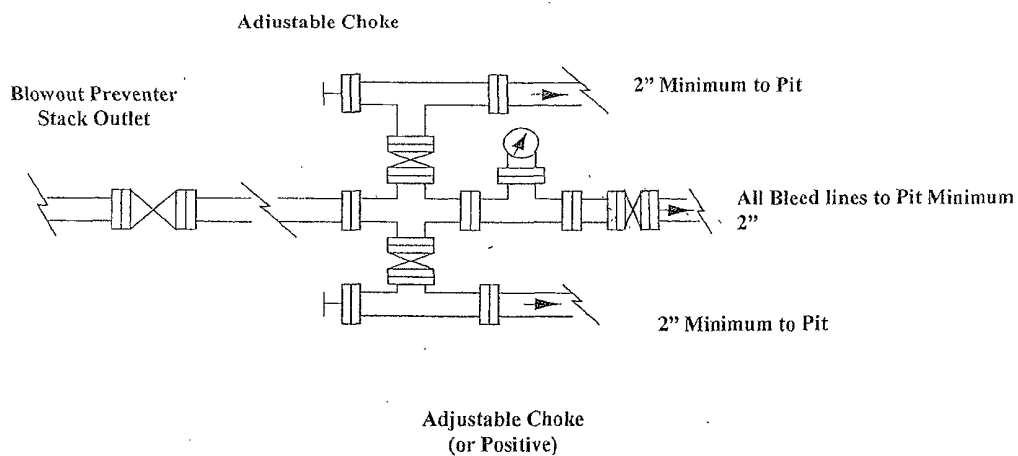 Adjustable Choke
Blowout Preventer
Stack Outlet
2” Minimum to Pit
All Bleed lines to Pit Minimum
2”
2” Minimum to Pit
Adjustable Choke
(or Positive)